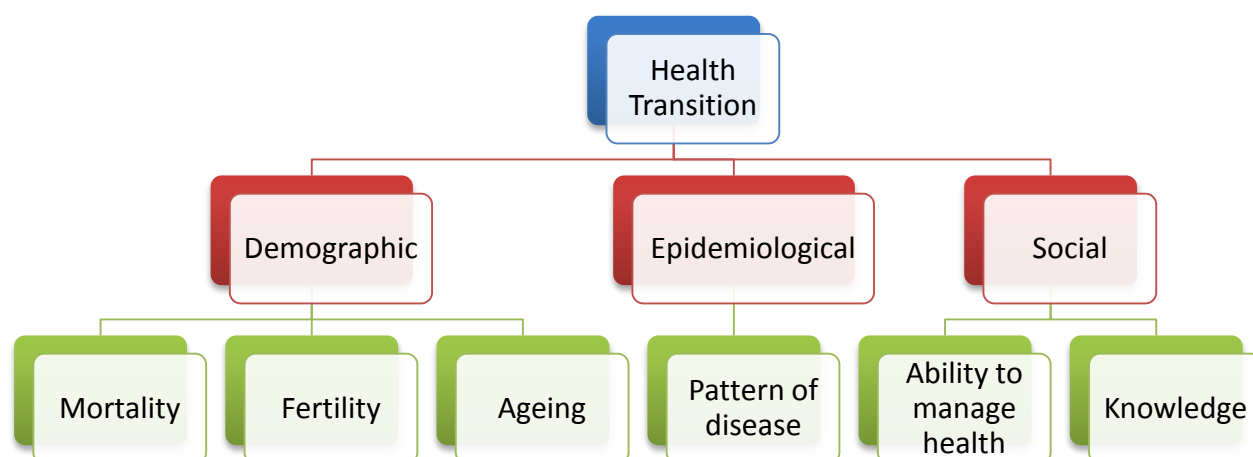 Health
Transition
Demographic
Epidemiological
Social
Mortality
Fertility
Ageing
Pattern of
disease
Ability to
manage
health
Knowledge